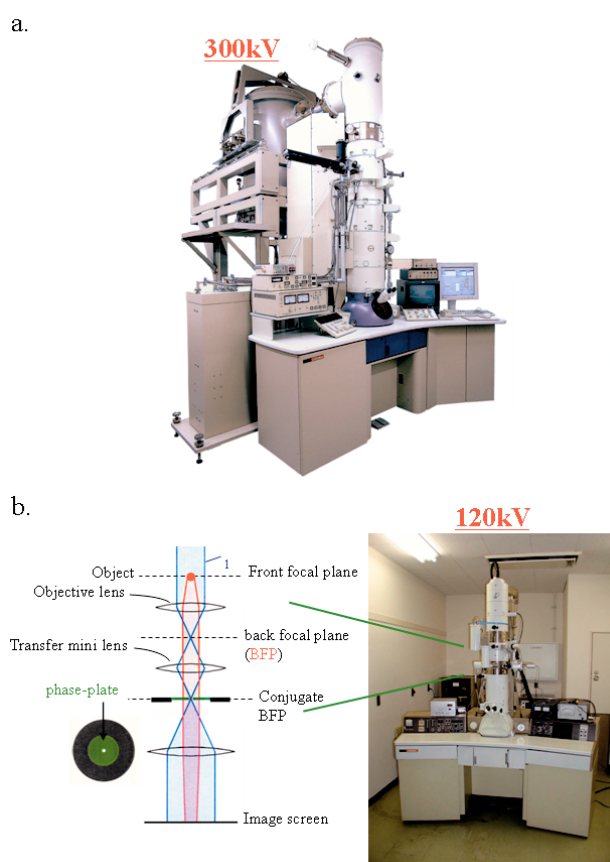 a.
300kV
b.
120kV
1
Object
Front focal plane
Objective lens
back focal plane
(BFP)
Transfer mini lens
phase-plate
Conjugate
BFP
Image screen